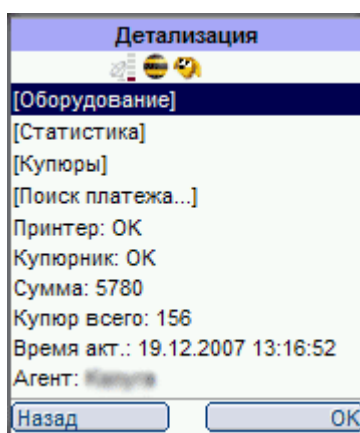 Детализация
[Оборудование]
[Статистика]
[Купюры]
[Поиск платежа...]
Принтер: OK
Купюрник: OK
Сумма: 5780
Купюр всего: 156
Время акт.: 19.12.2007 13:16:52
Агент:
Назад OK